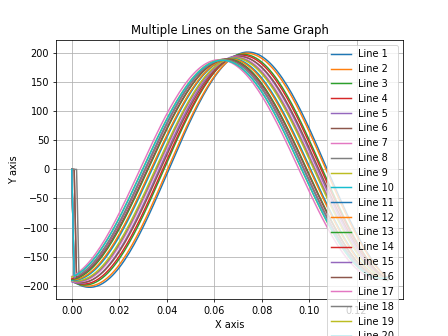 Multiple Lines on the Same Graph
Y axis
200
150
100
50
0
−50
−100
−150
−200
0.00
0.02
0.04
0.06
0.08
0.10
X axis
Line 1
Line 2
Line 3
Line 4
Line 5
Line 6
Line 7
Line 8
Line 9
Line 10
Line 11
Line 12
Line 13
Line 14
Line 15
Line 16
Line 17
Line 18
Line 19
Line 20